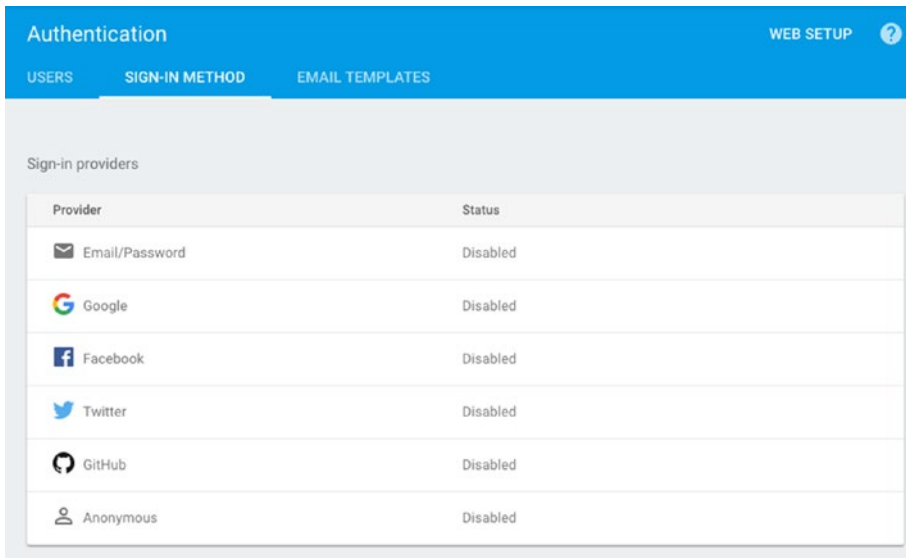 Authentication WEB SETUP ?
USERS SIGN-IN METHOD EMAIL TEMPLATES
Sign-in providers
Provider Status
Email/Password Disabled
Google Disabled
Facebook Disabled
Twitter Disabled
GitHub Disabled
Anonymous Disabled